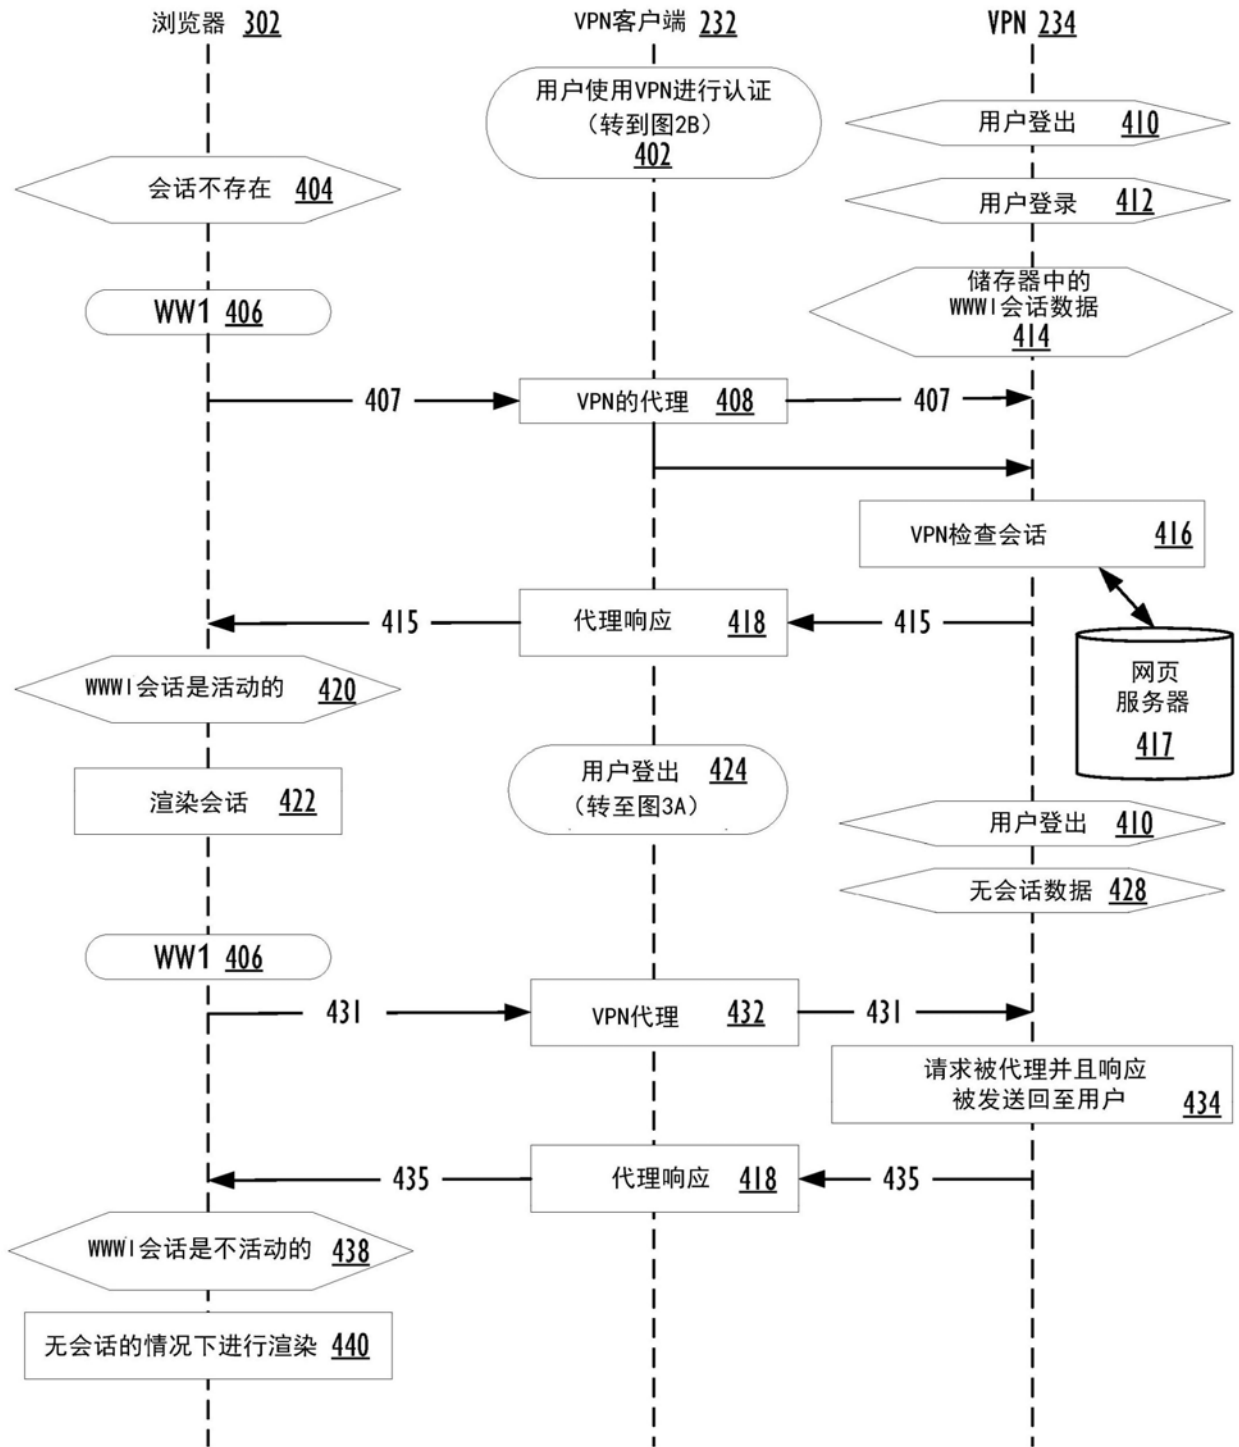 浏览器 302
VPN客户端 232
VPN 234
用户使用VPN进行认证
（转到图2B）
402
用户登出 410
会话不存在 404
用户登录 412
WW1 406
储存器中的
WWW1会话数据
414
407
VPN的代理 408
407
VPN检查会话 416
415
代理响应 418
415
网页
服务器
417
WWW1会话是活动的 420
用户登出 424
（转至图3A）
渲染会话 422
用户登出 410
无会话数据 428
WW1 406
431
VPN代理 432
431
请求被代理并且响应
被发送回至用户 434
435
代理响应 418
435
WWW1会话是不活动的 438
无会话的情况下进行渲染 440